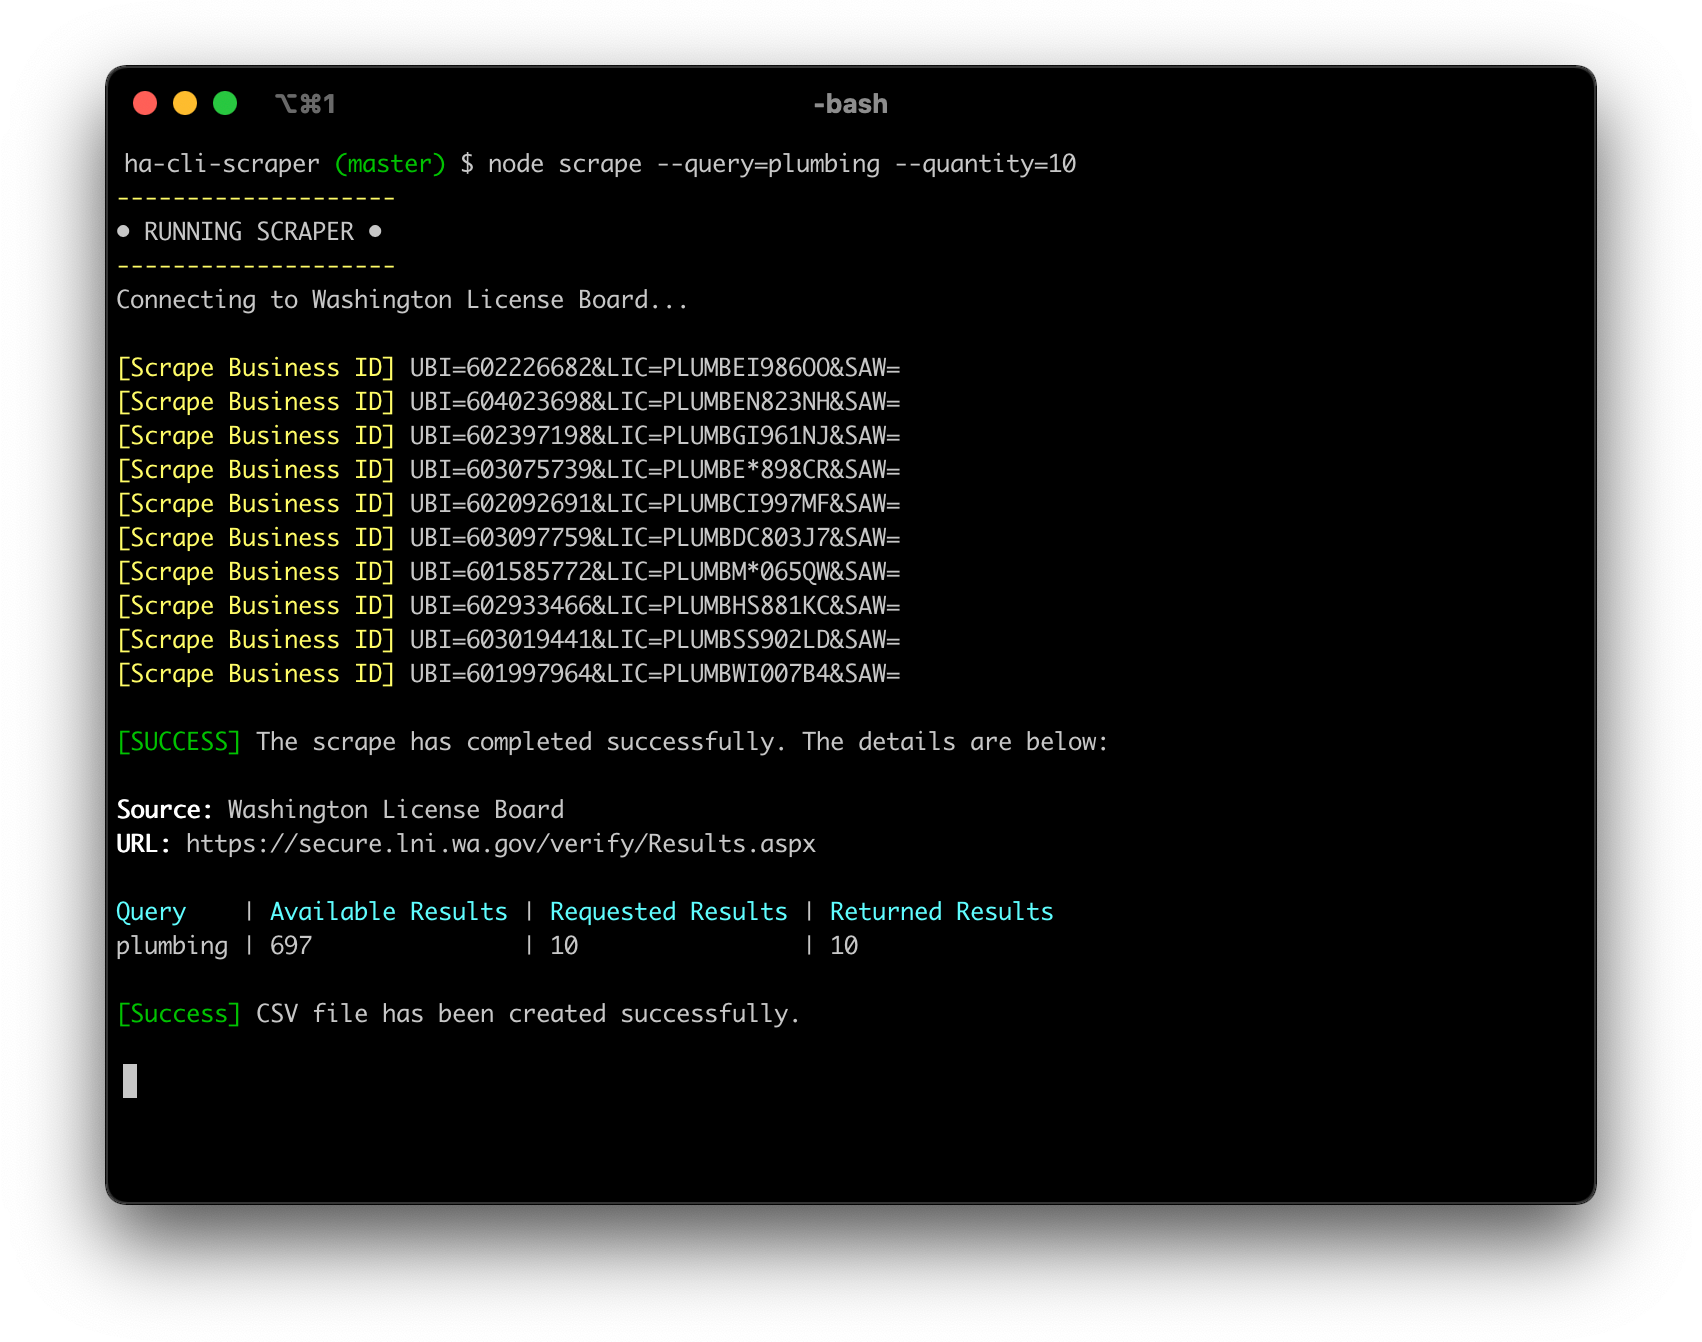 ⌥⌘1 -bash
ha-cli-scraper (master) $ node scrape --query=plumbing --quantity=10
--------------------
● RUNNING SCRAPER ●
--------------------
Connecting to Washington License Board...
[Scrape Business ID] UBI=602226682&LIC=PLUMBEI986OO&SAW=
[Scrape Business ID] UBI=604023698&LIC=PLUMBEN823NH&SAW=
[Scrape Business ID] UBI=602397198&LIC=PLUMBGI961NJ&SAW=
[Scrape Business ID] UBI=603075739&LIC=PLUMBE*898CR&SAW=
[Scrape Business ID] UBI=602092691&LIC=PLUMBCI997MF&SAW=
[Scrape Business ID] UBI=603097759&LIC=PLUMBDC803J7&SAW=
[Scrape Business ID] UBI=601585772&LIC=PLUMBM*065QW&SAW=
[Scrape Business ID] UBI=602933466&LIC=PLUMBHS881KC&SAW=
[Scrape Business ID] UBI=603019441&LIC=PLUMBSS902LD&SAW=
[Scrape Business ID] UBI=601997964&LIC=PLUMBWI007B4&SAW=
[SUCCESS] The scrape has completed successfully. The details are below:
Source: Washington License Board
URL: https://secure.lni.wa.gov/verify/Results.aspx
Query    | Available Results | Requested Results | Returned Results
plumbing | 697               | 10                | 10
[Success] CSV file has been created successfully.